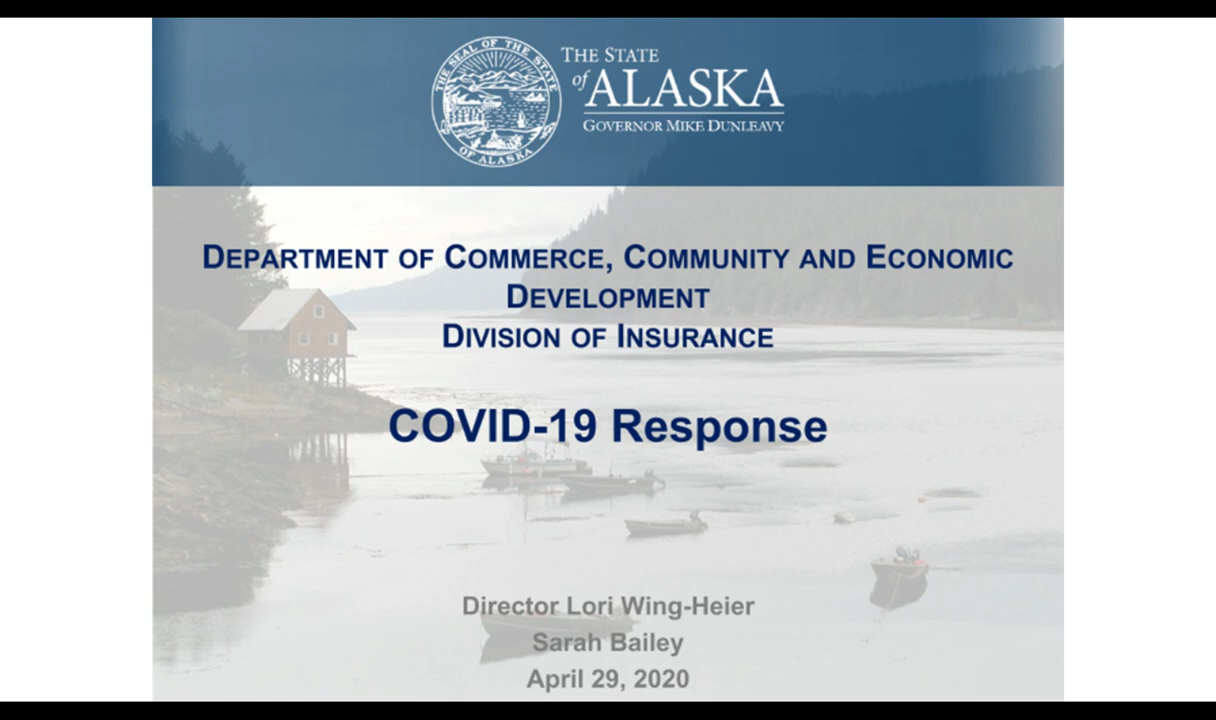 THE SEAL OF THE STATE OF ALASKA
THE STATE
of ALASKA
GOVERNOR MIKE DUNLEAVY
DEPARTMENT OF COMMERCE, COMMUNITY AND ECONOMIC
DEVELOPMENT
DIVISION OF INSURANCE
COVID-19 Response
Director Lori Wing-Heier
Sarah Bailey
April 29, 2020